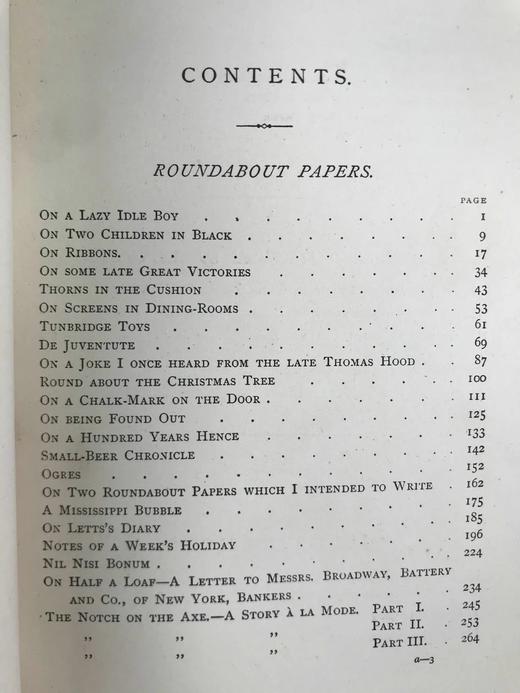 CONTENTS.
ROUNDABOUT PAPERS.
PAGE
ON A LAZY IDLE BOY . . . . . . . . 1
ON TWO CHILDREN IN BLACK . . . . . . . 9
ON RIBBONS. . . . . . . . . . 17
ON SOME LATE GREAT VICTORIES . . . . . 34
THORNS IN THE CUSHION . . . . . . 43
ON SCREENS IN DINING-ROOMS . . . . . . . 53
TUNBRIDGE TOYS . . . . . . . . 61
DE JUVENTUTE . . . . . . . . . 69
ON A JOKE I ONCE HEARD FROM THE LATE THOMAS HOOD . . 87
ROUND ABOUT THE CHRISTMAS TREE . . . . . 100
ON A CHALK-MARK ON THE DOOR . . . . . . 111
ON BEING FOUND OUT . . . . . . . . 125
ON A HUNDRED YEARS HENCE . . . . . . 133
SMALL-BEER CHRONICLE . . . . . . . 142
OGRES . . . . . . . . . . . 152
ON TWO ROUNDABOUT PAPERS WHICH I INTENDED TO WRITE . 162
A MISSISSIPPI BUBBLE . . . . . . . . 175
ON LETTS'S DIARY . . . . . . . . 185
NOTES OF A WEEK'S HOLIDAY . . . . . . 196
NIL NISI BONUM . . . . . . . . . 224
ON HALF A LOAF—A LETTER TO MESSRS. BROADWAY, BATTERY
AND CO., OF NEW YORK, BANKERS . . . . . 234
THE NOTCH ON THE AXE.—A STORY À LA MODE. PART I. . 245
„ „ „ PART II. . 253
„ „ „ PART III. . 264
a—3